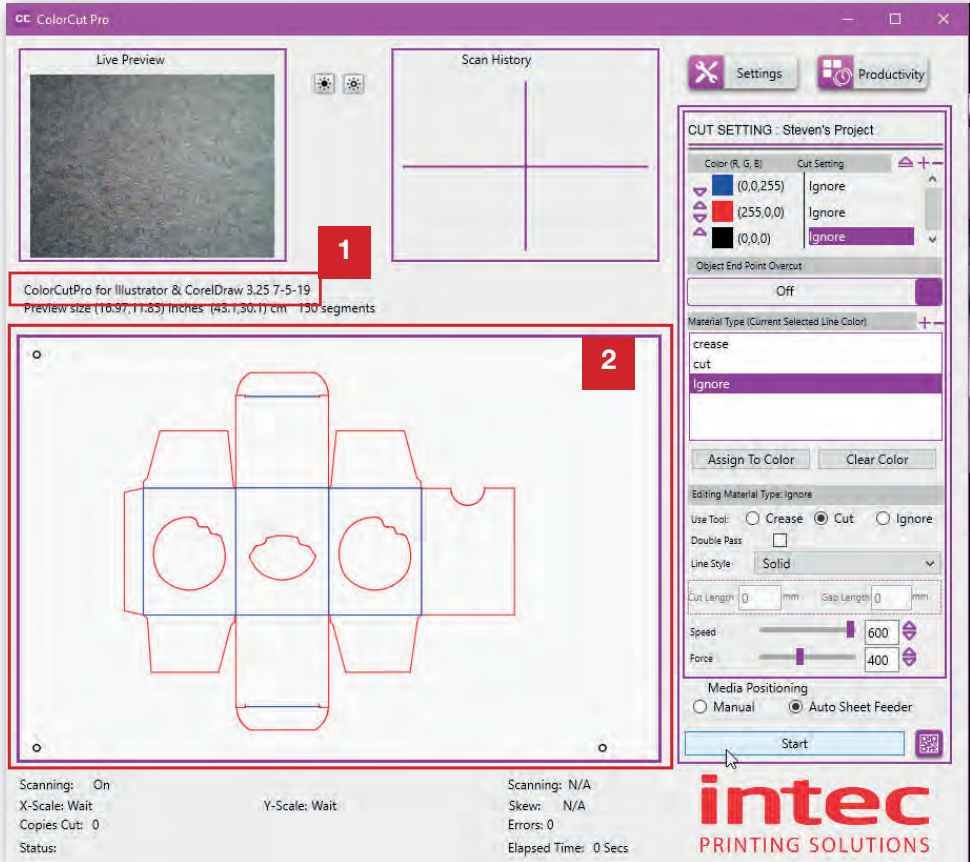 CC ColorCut Pro
Live Preview
Scan History
Settings
Productivity
CUT SETTING : Steven's Project
Color (R, G, B) Cut Setting
(0,0,255) Ignore
(255,0,0) Ignore
(0,0,0) Ignore
Object End Point Overcut
Off
Material Type (Current Selected Line Color)
crease
cut
Ignore
Assign To Color Clear Color
Editing Material Type: Ignore
Use Tool: Crease Cut Ignore
Double Pass
Line Style Solid
Cut Length 0 mm Gap Length 0 mm
Speed 600
Force 400
Media Positioning
Manual Auto Sheet Feeder
Start
1
ColorCutPro for Illustrator & CorelDraw 3.25 7-5-19
Preview size (16.97,11.85) inches (43.1,30.1) cm 150 segments
2
Scanning: On
X-Scale: Wait Y-Scale: Wait
Copies Cut: 0
Status:
Scanning: N/A
Skew: N/A
Errors: 0
Elapsed Time: 0 Secs
intec
PRINTING SOLUTIONS